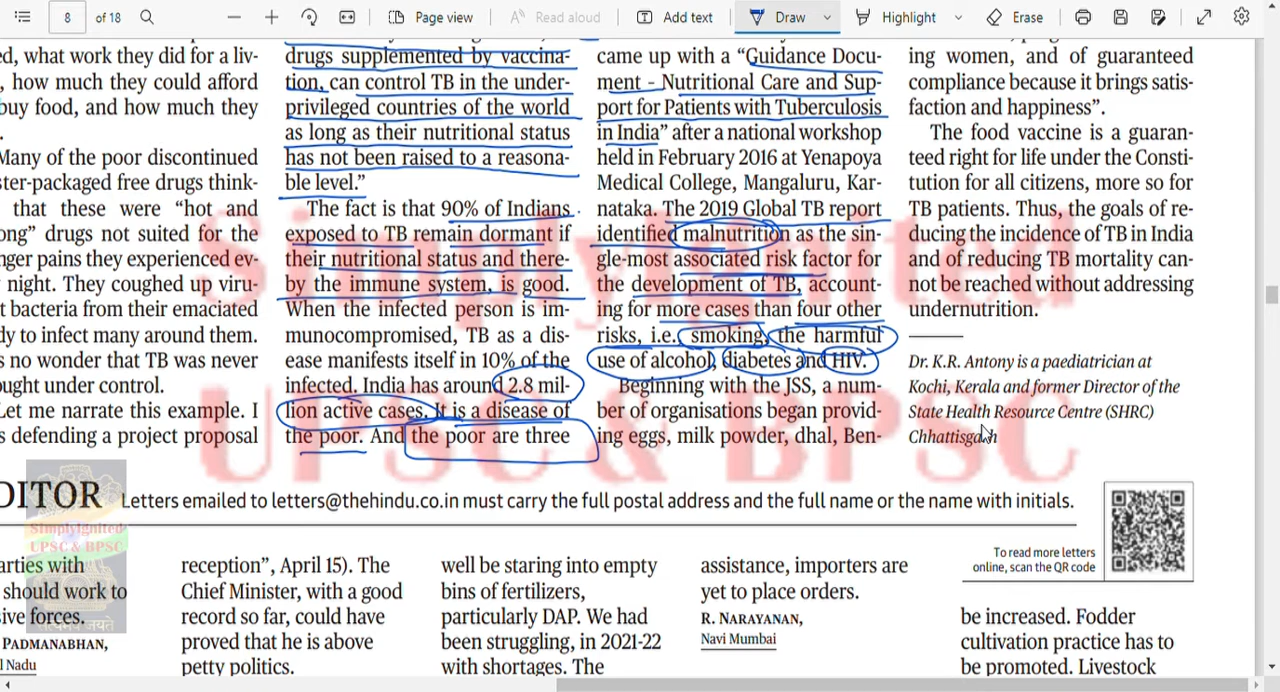 8 of 18
Page view
Read aloud
Add text
Draw
Highlight
Erase
ed, what work they did for a liv-
, how much they could afford
buy food, and how much they
.
Many of the poor discontinued
ster-packaged free drugs think-
that these were “hot and
ong” drugs not suited for the
nger pains they experienced ev-
night. They coughed up viru-
t bacteria from their emaciated
dy to infect many around them.
s no wonder that TB was never
ought under control.
Let me narrate this example. I
s defending a project proposal
drugs supplemented by vaccina-
tion, can control TB in the under-
privileged countries of the world
as long as their nutritional status
has not been raised to a reasona-
ble level.”
The fact is that 90% of Indians
exposed to TB remain dormant if
their nutritional status and there-
by the immune system, is good.
When the infected person is im-
munocompromised, TB as a dis-
ease manifests itself in 10% of the
infected. India has around 2.8 mil-
lion active cases. It is a disease of
the poor. And the poor are three
came up with a “Guidance Docu-
ment - Nutritional Care and Sup-
port for Patients with Tuberculosis
in India” after a national workshop
held in February 2016 at Yenapoya
Medical College, Mangaluru, Kar-
nataka. The 2019 Global TB report
identified malnutrition as the sin-
gle-most associated risk factor for
the development of TB, account-
ing for more cases than four other
risks, i.e. smoking, the harmful
use of alcohol, diabetes and HIV.
Beginning with the JSS, a num-
ber of organisations began provid-
ing eggs, milk powder, dhal, Ben-
ing women, and of guaranteed
compliance because it brings satis-
faction and happiness”.
The food vaccine is a guaran-
teed right for life under the Consti-
tution for all citizens, more so for
TB patients. Thus, the goals of re-
ducing the incidence of TB in India
and of reducing TB mortality can-
not be reached without addressing
undernutrition.
Dr. K.R. Antony is a paediatrician at
Kochi, Kerala and former Director of the
State Health Resource Centre (SHRC)
Chhattisgarh
SimplyIgnited
UPSC & BPSC
DITOR Letters emailed to letters@thehindu.co.in must carry the full postal address and the full name or the name with initials.
SimplyIgnited
UPSC & BPSC
To read more letters
online, scan the QR code
arties with
should work to
sive forces.
PADMANABHAN,
l Nadu
reception”, April 15). The
Chief Minister, with a good
record so far, could have
proved that he is above
petty politics.
well be staring into empty
bins of fertilizers,
particularly DAP. We had
been struggling, in 2021-22
with shortages. The
assistance, importers are
yet to place orders.
R. NARAYANAN,
Navi Mumbai
be increased. Fodder
cultivation practice has to
be promoted. Livestock